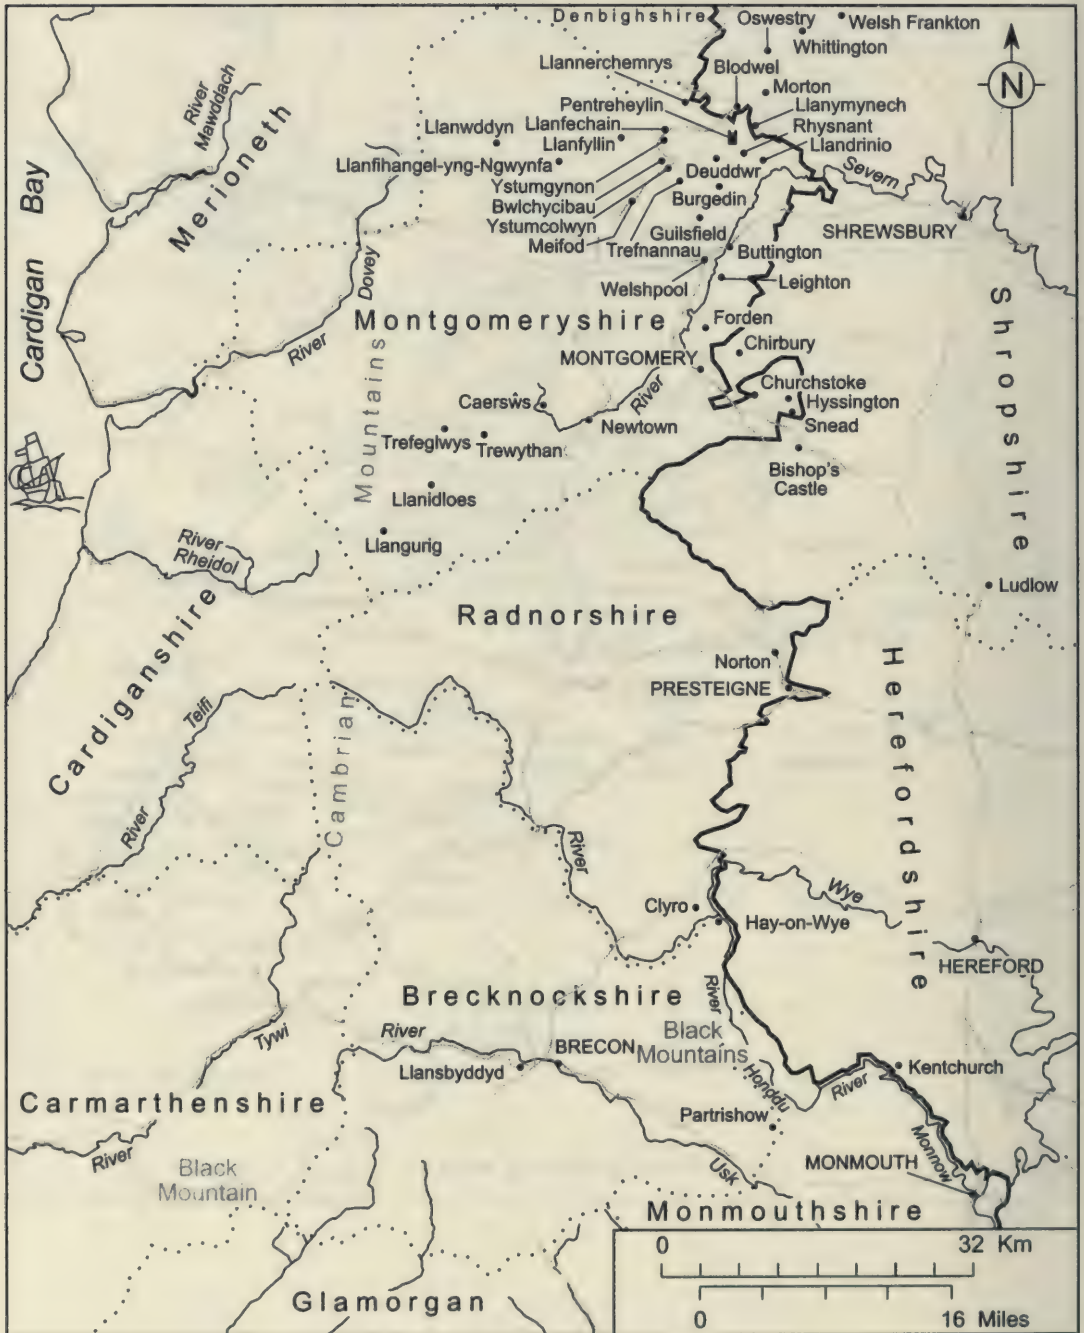 Denbighshire
Oswestry
Welsh Frankton
Whittington
Llannerchemrys
Blodwel
Morton
N
Pentreheylin
Llanymynech
River
Mawddach
Merioneth
Llanwddyn
Llanfechain
Rhysnant
Llanfyllin
Llandrinio
Llanfihangel-yng-Ngwynfa
Deuddwr
Severn
Ystumgynon
Burgedin
Bwlchycibau
Ystumcolwyn
Guilsfield
SHREWSBURY
Meifod
Trefnannau
Buttington
Cardigan Bay
Dovey
River
Welshpool
Leighton
Montgomeryshire
Forden
Chirbury
MONTGOMERY
Shropshire
Churchstoke
Caersŵs
River
Hyssington
Newtown
Snead
Trefeglwys
Trewythan
Bishop's
Castle
Mountains
Llanidloes
Llangurig
River
Rheidol
Ludlow
Cardiganshire
Radnorshire
Norton
PRESTEIGNE
Herefordshire
Teifi
River
Cambrian
River
Wye
Clyro
Hay-on-Wye
HEREFORD
Brecknockshire
River
Black
Mountains
Tywi
River
BRECON
Llansbyddyd
Honddu
River
Kentchurch
Carmarthenshire
Partrishow
Monnow
River
Usk
MONMOUTH
Black
Mountain
Monmouthshire
0 32 Km
Glamorgan
0 16 Miles